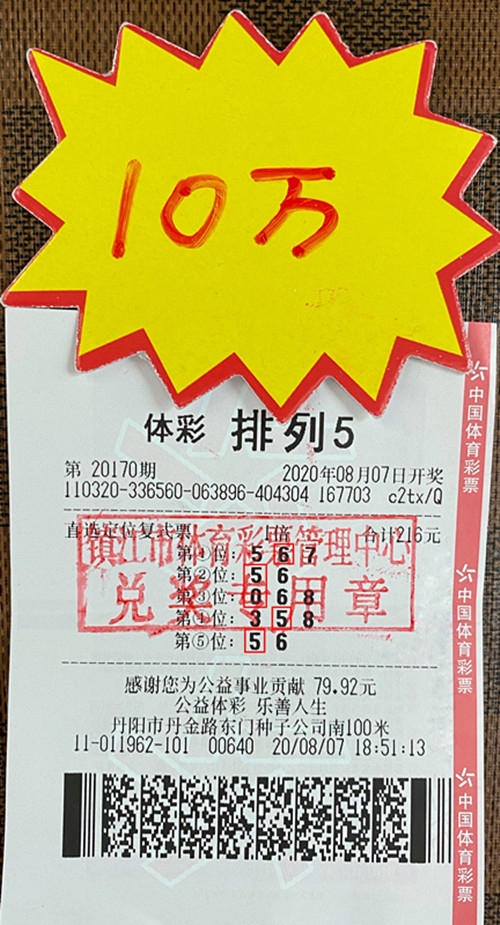 10万
体彩 排列5
第 20170期 2020年08月07日开奖
110320-336560-063896-404304 167703 c2tx/Q
直选定位复式票 1倍 合计216元
第①位: 5 6 7
第②位: 5 6
第③位: 0 6 8
第④位: 3 5 8
第⑤位: 5 6
镇江市体育彩票管理中心
兑奖专用章
感谢您为公益事业贡献 79.92元
公益体彩 乐善人生
丹阳市丹金路东门种子公司南100米
11-011962-101 00640 20/08/07 18:51:13
中国体育彩票
中国体育彩票
中国体育彩票